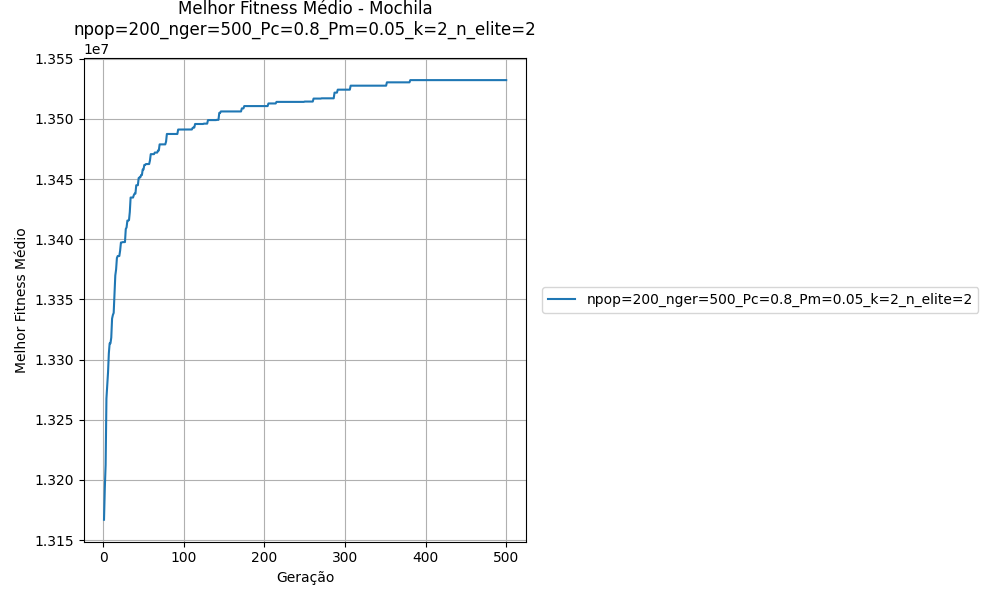 Melhor Fitness Médio - Mochila
npop=200_nger=500_Pc=0.8_Pm=0.05_k=2_n_elite=2
1e7
1.355
1.350
1.345
1.340
1.335
1.330
1.325
1.320
1.315
Melhor Fitness Médio
0 100 200 300 400 500
Geração
npop=200_nger=500_Pc=0.8_Pm=0.05_k=2_n_elite=2